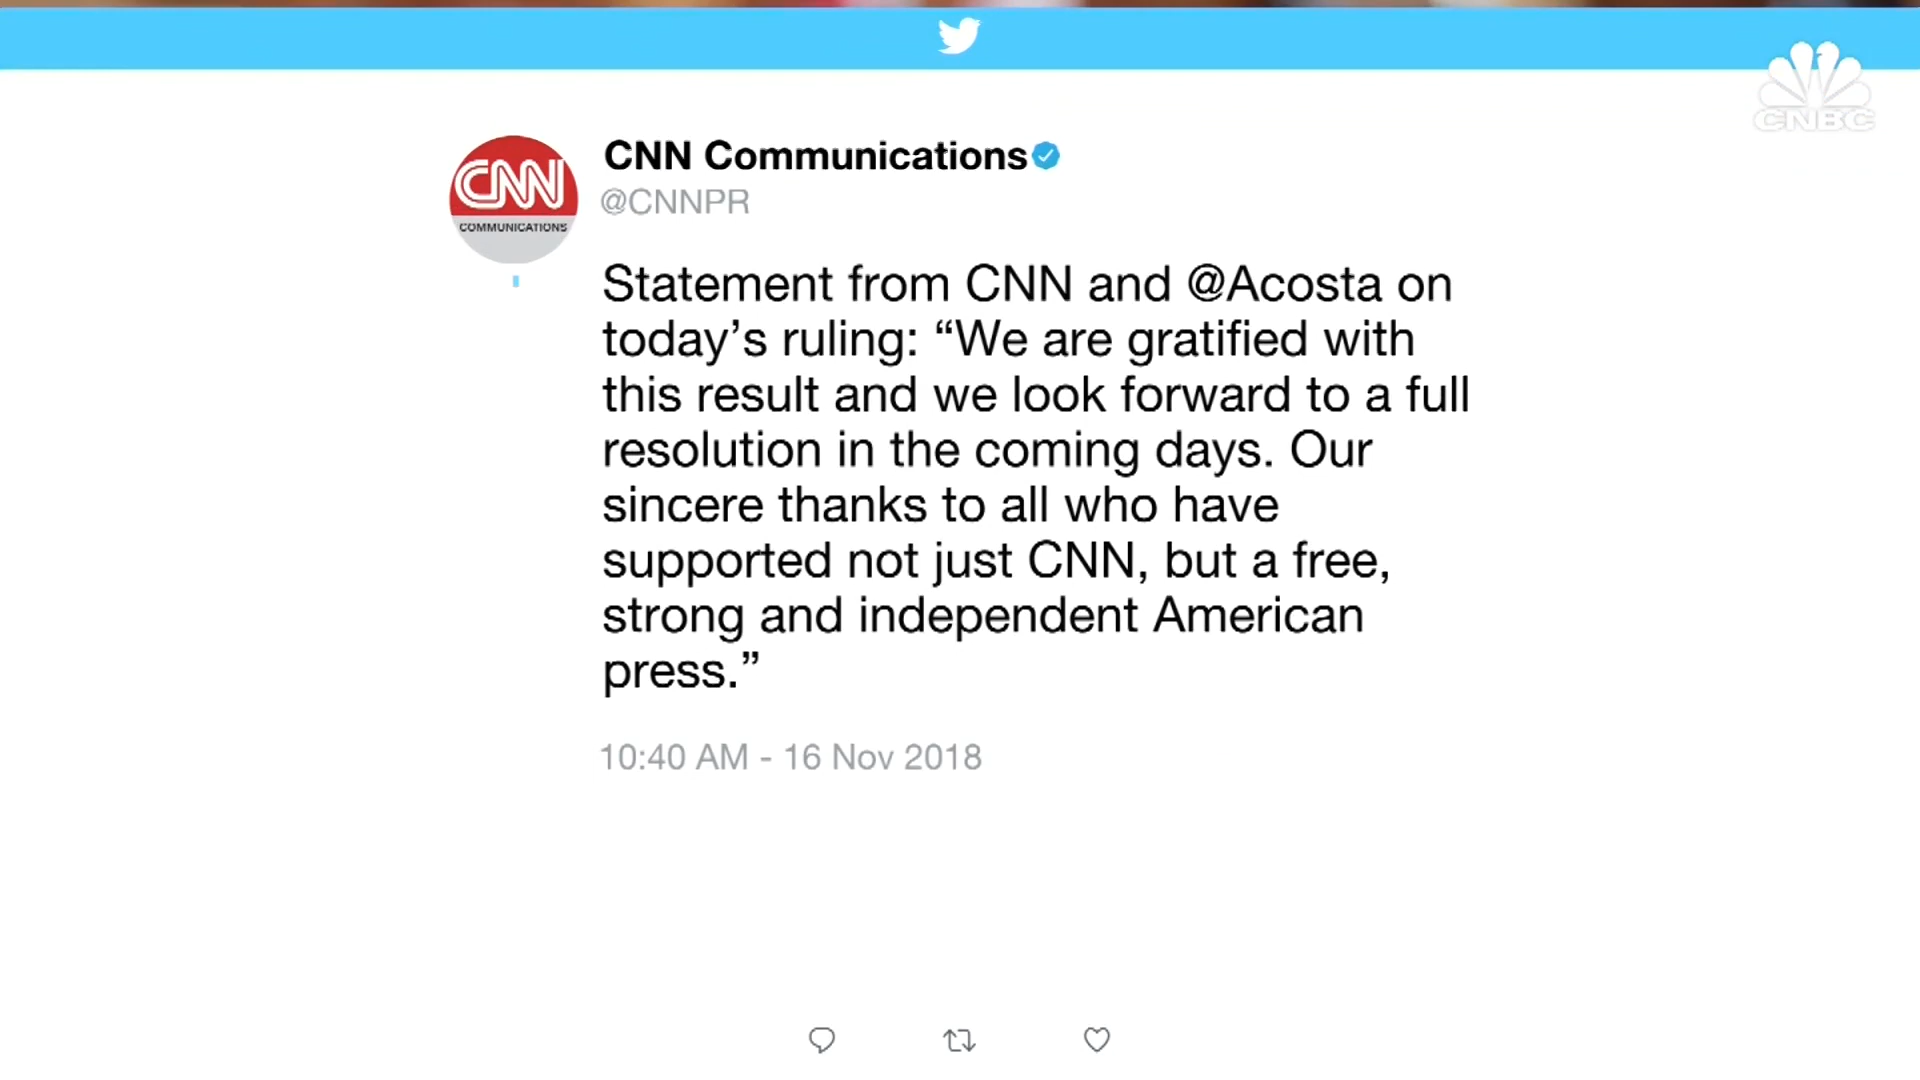 CNBC
CNN Communications
@CNNPR
CNN
COMMUNICATIONS
Statement from CNN and @Acosta on
today’s ruling: “We are gratified with
this result and we look forward to a full
resolution in the coming days. Our
sincere thanks to all who have
supported not just CNN, but a free,
strong and independent American
press.”
10:40 AM - 16 Nov 2018